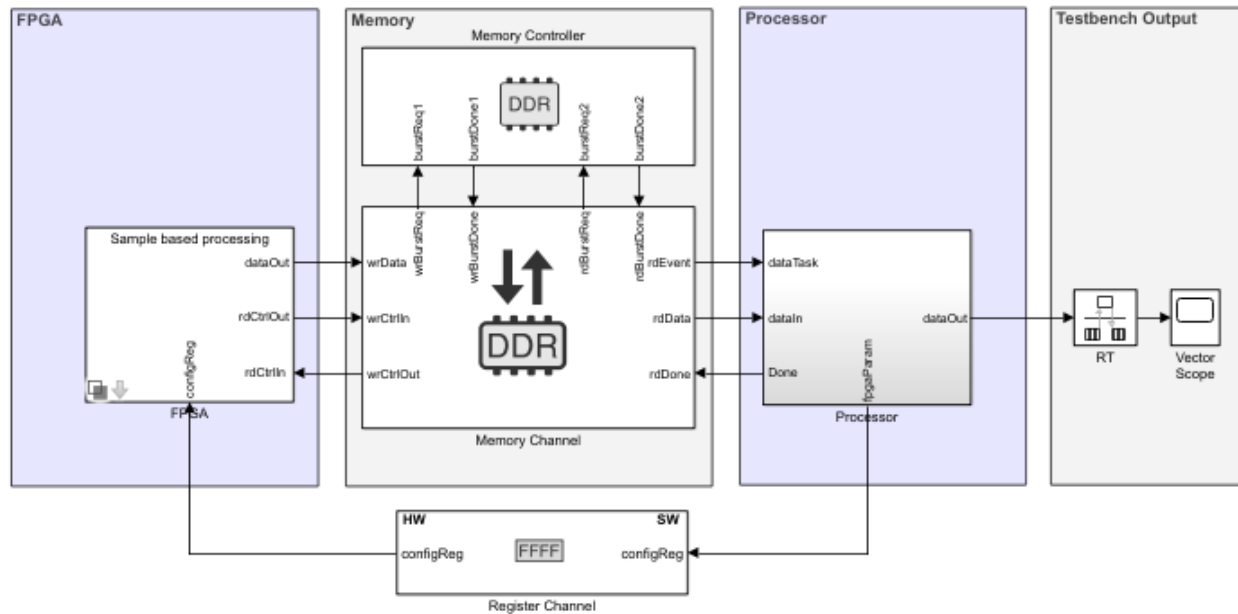 FPGA
Memory
Processor
Testbench Output
Memory Controller
DDR
burstReq1
burstDone1
burstReq2
burstDone2
wrBurstReq
wrBurstDone
rdBurstReq
rdBurstDone
Sample based processing
dataOut
rdCtrlOut
rdCtrlIn
configReg
FPGA
wrData
wrCtrlIn
wrCtrlOut
DDR
rdEvent
rdData
rdDone
Memory Channel
dataTask
dataIn
Done
fpgaParam
dataOut
Processor
RT
Vector
Scope
HW
SW
configReg
FFFF
configReg
Register Channel